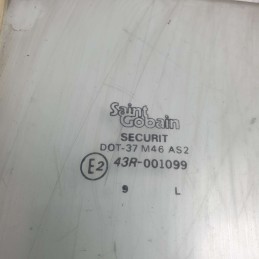 Saint
Gobain
SECURIT
DOT-37 M46 AS2
E2 43R-001099
9 L